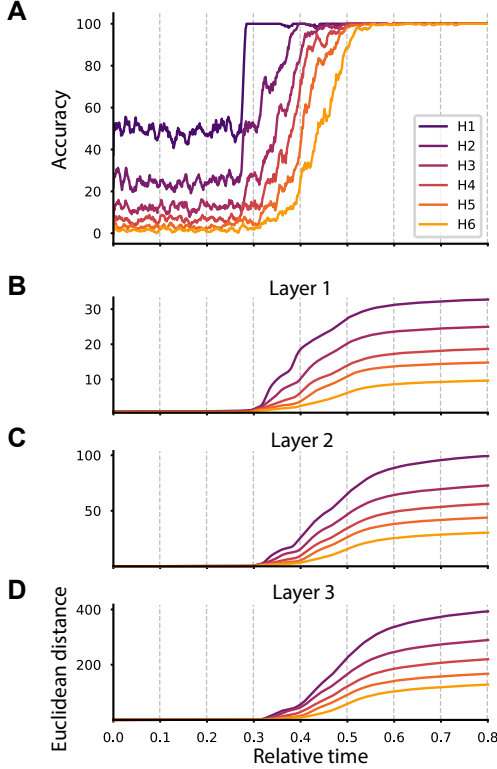 A
Accuracy
100
80
60
40
20
0
H1
H2
H3
H4
H5
H6
B
Layer 1
30
20
10
C
Layer 2
100
50
D
Layer 3
Euclidean distance
400
200
0.0 0.1 0.2 0.3 0.4 0.5 0.6 0.7 0.8
Relative time